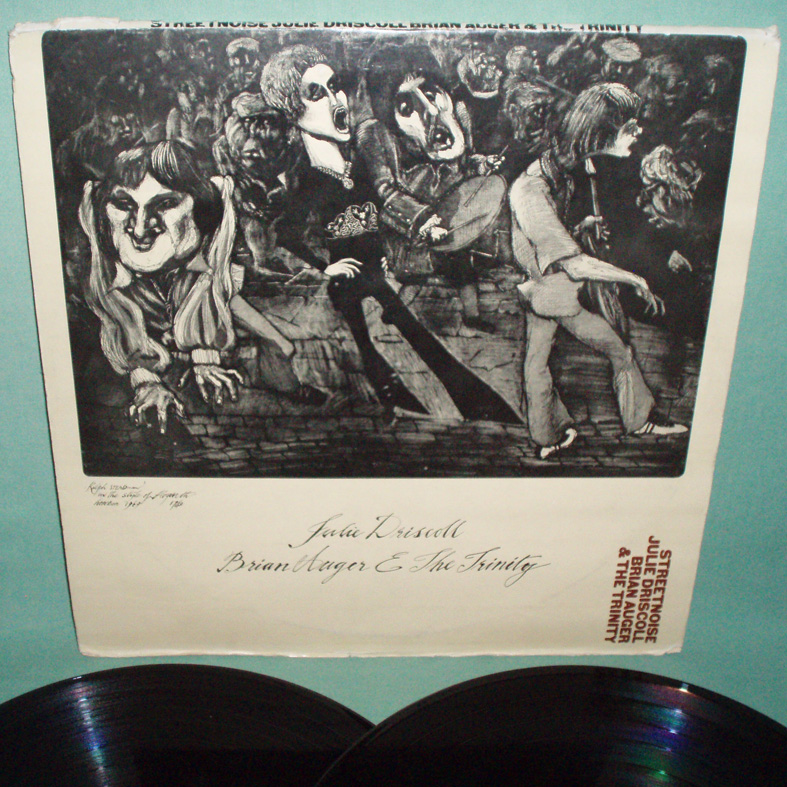 STREETNOISE JULIE DRISCOLL BRIAN AUGER & THE TRINITY
Julie Driscoll
Brian Auger & The Trinity
STREETNOISE
JULIE DRISCOLL
BRIAN AUGER
& THE TRINITY